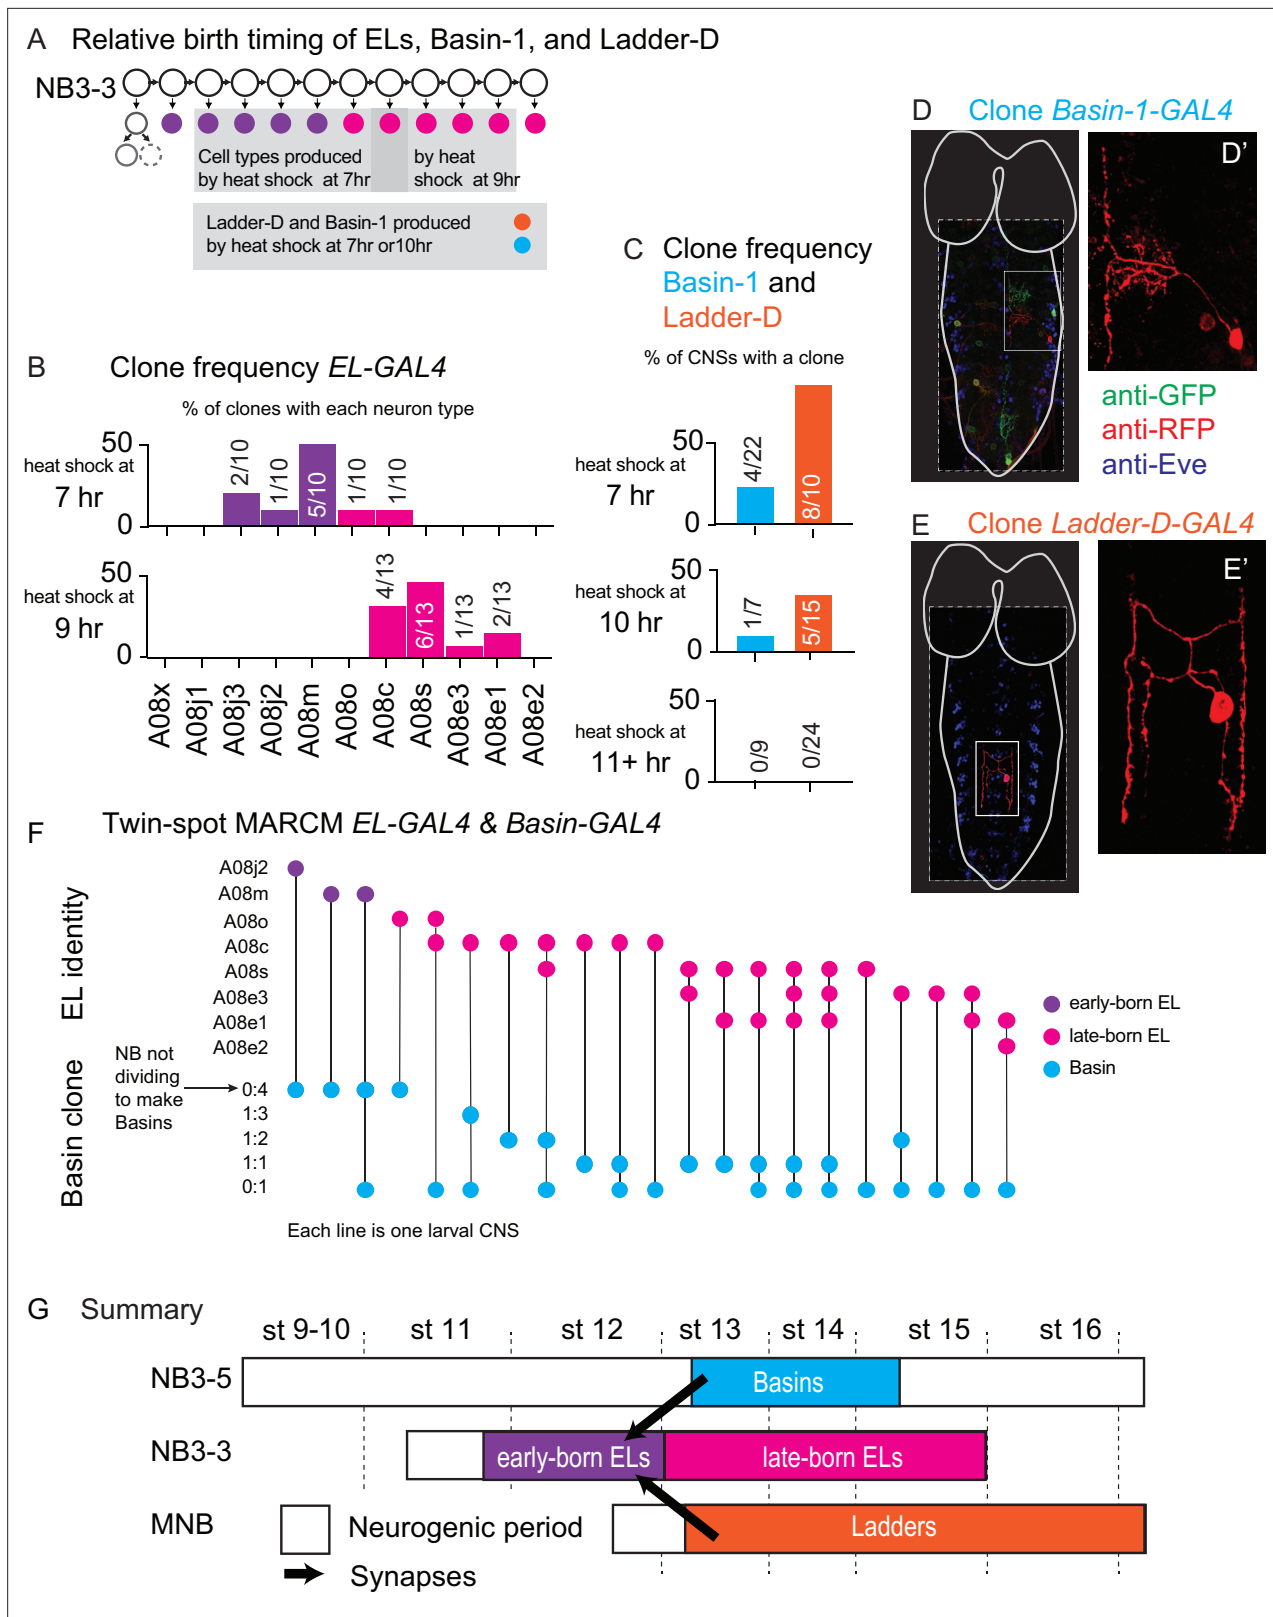 A Relative birth timing of ELs, Basin-1, and Ladder-D
NB3-3
Cell types produced
by heat shock at 7hr
by heat
shock at 9hr
Ladder-D and Basin-1 produced
by heat shock at 7hr or10hr
B Clone frequency EL-GAL4
% of clones with each neuron type
heat shock at
7 hr
50
0
2/10
1/10
5/10
1/10
1/10
heat shock at
9 hr
50
0
4/13
6/13
1/13
2/13
A08x
A08j1
A08j3
A08j2
A08m
A08o
A08c
A08s
A08e3
A08e1
A08e2
C Clone frequency
Basin-1 and
Ladder-D
% of CNSs with a clone
heat shock at
7 hr
50
0
4/22
8/10
heat shock at
10 hr
50
0
1/7
5/15
heat shock at
11+ hr
50
0
0/9
0/24
D Clone Basin-1-GAL4
D'
anti-GFP
anti-RFP
anti-Eve
E Clone Ladder-D-GAL4
E'
F Twin-spot MARCM EL-GAL4 & Basin-GAL4
EL identity
A08j2
A08m
A08o
A08c
A08s
A08e3
A08e1
A08e2
Basin clone
NB not
dividing
to make
Basins
0:4
1:3
1:2
1:1
0:1
early-born EL
late-born EL
Basin
Each line is one larval CNS
G Summary
st 9-10 st 11 st 12 st 13 st 14 st 15 st 16
NB3-5 Basins
NB3-3 early-born ELs late-born ELs
MNB Ladders
Neurogenic period
Synapses